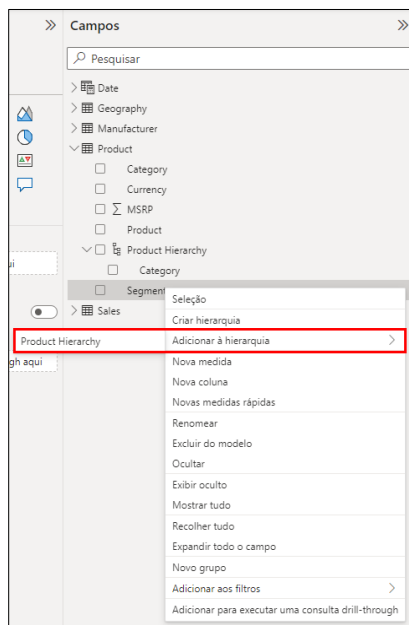 Campos
Pesquisar
Date
Geography
Manufacturer
Product
Category
Currency
∑ MSRP
Product
Product Hierarchy
Category
Segment
Sales
ui
gh aqui
Product Hierarchy
Seleção
Criar hierarquia
Adicionar à hierarquia
Nova medida
Nova coluna
Novas medidas rápidas
Renomear
Excluir do modelo
Ocultar
Exibir oculto
Mostrar tudo
Recolher tudo
Expandir todo o campo
Novo grupo
Adicionar aos filtros
Adicionar para executar uma consulta drill-through